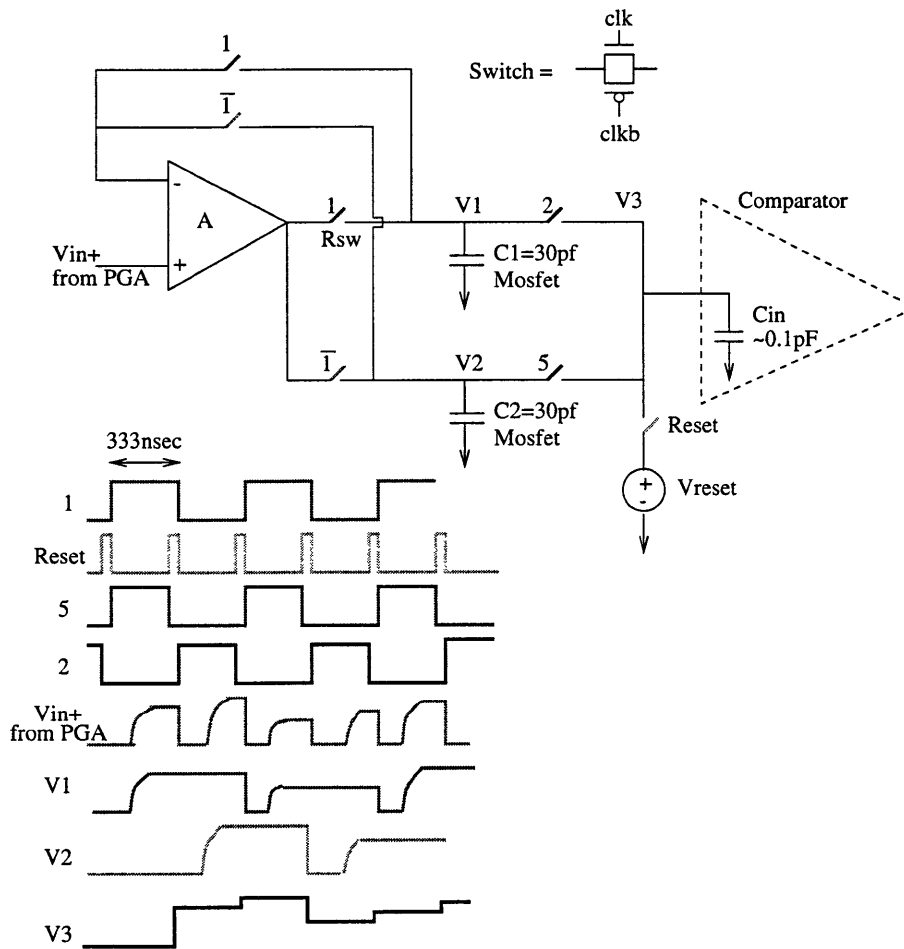 1
clk
Switch =
1̅
clkb
-
A
1
V1
2
V3
Comparator
Rsw
Vin+
from PGA
+
C1=30pf
Mosfet
Cin
~0.1pF
1̅
V2
5
C2=30pf
Mosfet
Reset
333nsec
+
-
Vreset
1
Reset
5
2
Vin+
from PGA
V1
V2
V3